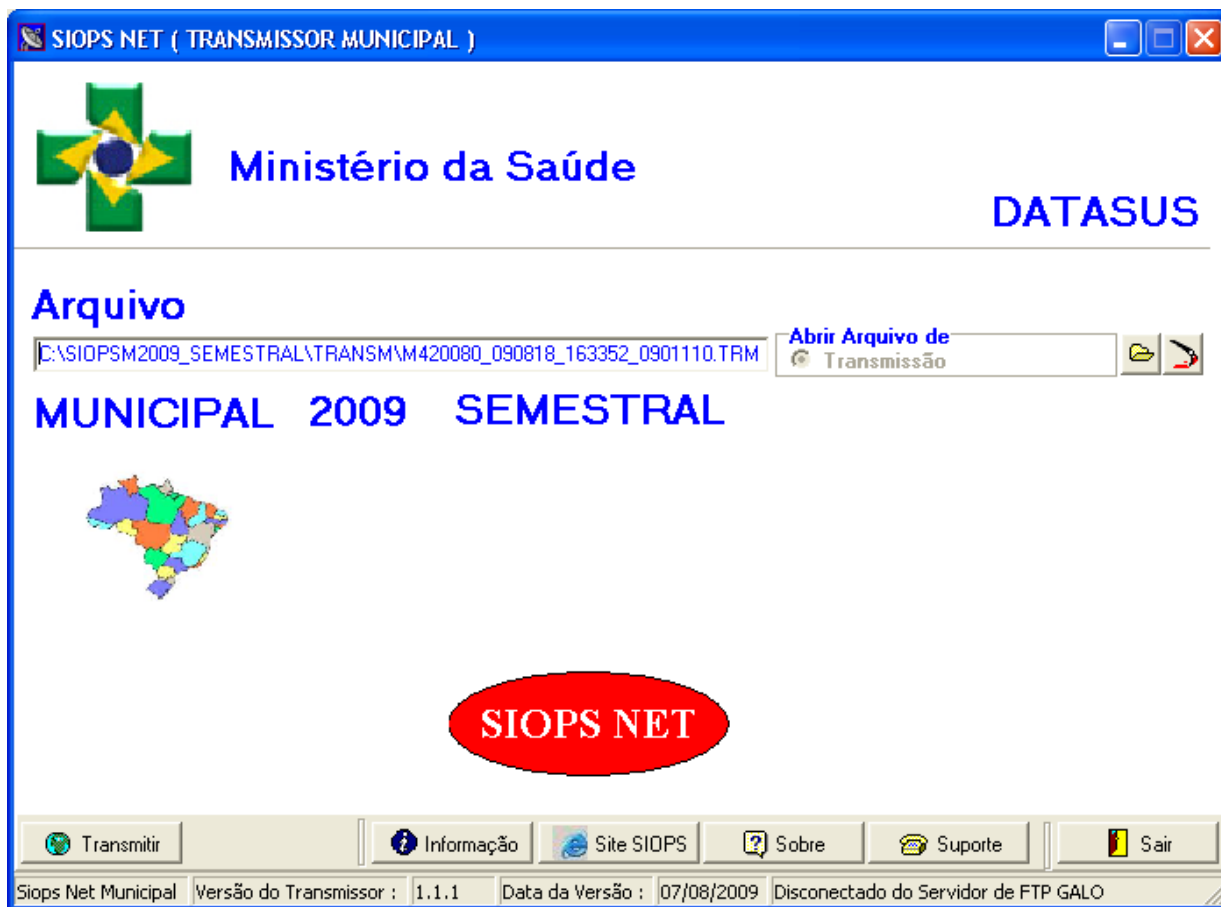 SIOPS NET ( TRANSMISSOR MUNICIPAL )
Ministério da Saúde
DATASUS
Arquivo
C:\SIOPSM2009_SEMESTRAL\TRANSM\M420080_090818_163352_0901110.TRM
Abrir Arquivo de
Transmissão
MUNICIPAL 2009 SEMESTRAL
SIOPS NET
Transmitir Informação Site SIOPS Sobre Suporte Sair
Siops Net Municipal Versão do Transmissor : 1.1.1 Data da Versão : 07/08/2009 Disconectado do Servidor de FTP GALO